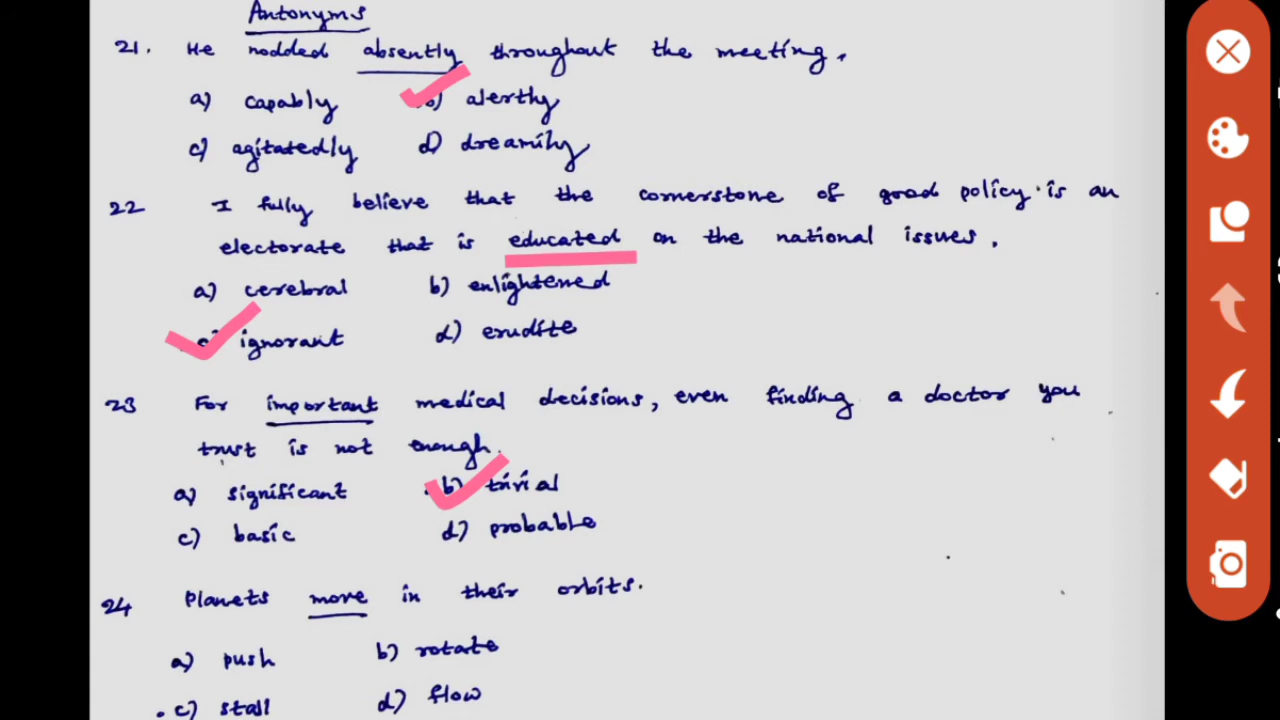 Antonyms
21. He nodded absently throughout the meeting.
a) capably b) alertly
c) agitatedly d) dreamily
22 I fully believe that the cornerstone of good policy is an
electorate that is educated on the national issues.
a) cerebral b) enlightened
c) ignorant d) erudite
23 For important medical decisions, even finding a doctor you
trust is not enough.
a) significant b) trivial
c) basic d) probable
24 Planets move in their orbits.
a) push b) rotate
c) stall d) flow